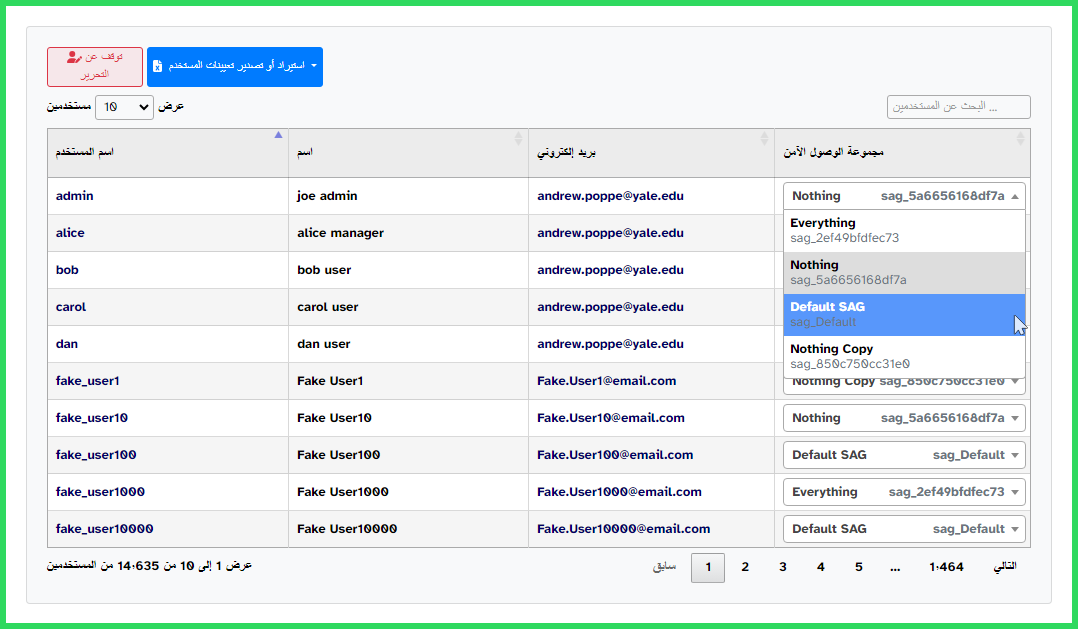 توقف عن التحرير
استيراد أو تصدير تعيينات المستخدم
عرض 10 مستخدمين
البحث عن المستخدمين ...
اسم المستخدم اسم بريد إلكتروني مجموعة الوصول الآمن
admin joe admin andrew.poppe@yale.edu Nothing sag_5a6656168df7a
alice alice manager andrew.poppe@yale.edu
bob bob user andrew.poppe@yale.edu
carol carol user andrew.poppe@yale.edu
dan dan user andrew.poppe@yale.edu
Everything
sag_2ef49bfdfec73
Nothing
sag_5a6656168df7a
Default SAG
sag_Default
Nothing Copy
sag_850c750cc31e0
fake_user1 Fake User1 Fake.User1@email.com Nothing Copy sag_850c750cc31e0
fake_user10 Fake User10 Fake.User10@email.com Nothing sag_5a6656168df7a
fake_user100 Fake User100 Fake.User100@email.com Default SAG sag_Default
fake_user1000 Fake User1000 Fake.User1000@email.com Everything sag_2ef49bfdfec73
fake_user10000 Fake User10000 Fake.User10000@email.com Default SAG sag_Default
عرض 1 إلى 10 من 14٬635 من المستخدمين
سابق 1 2 3 4 5 ... 1٬464 التالي